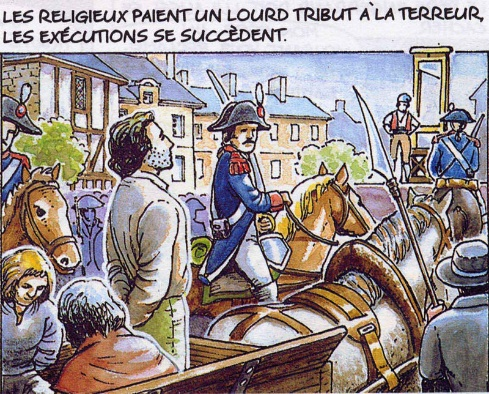 LES RELIGIEUX PAIENT UN LOURD TRIBUT À LA TERREUR,
LES EXÉCUTIONS SE SUCCÈDENT.